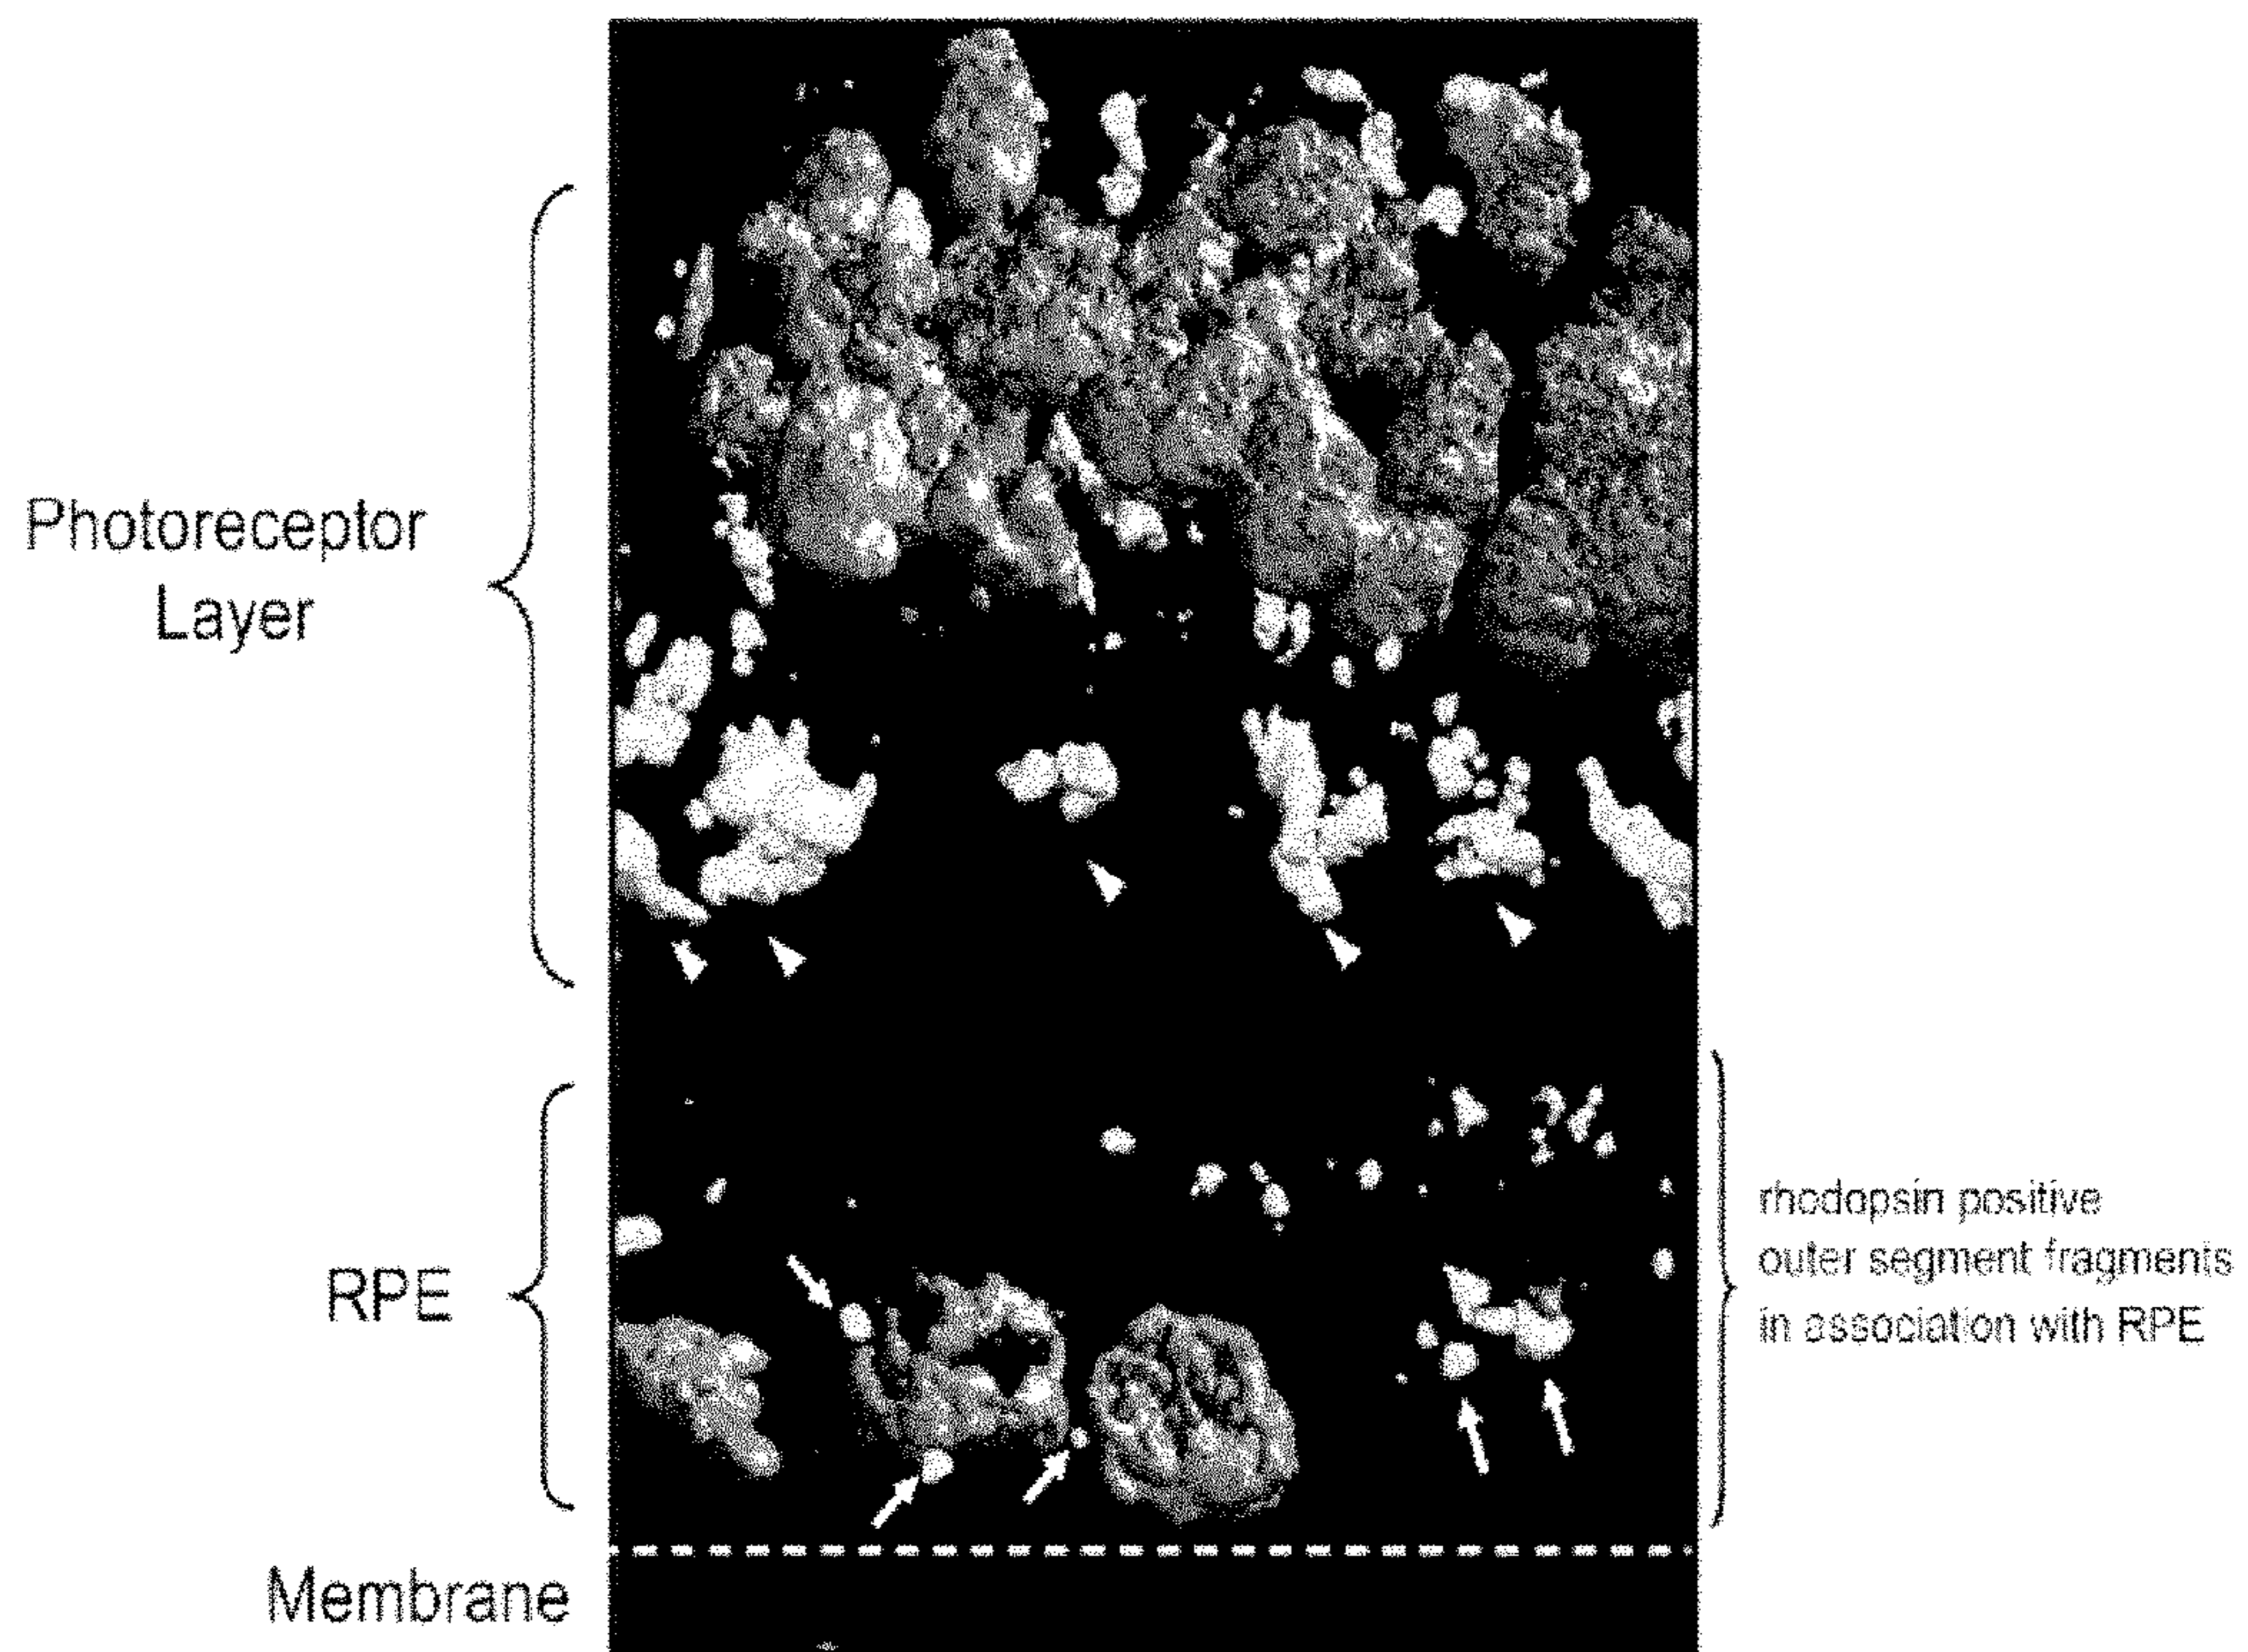 Photoreceptor
Layer
RPE
Membrane
rhodopsin positive
outer segment fragments
in association with RPE